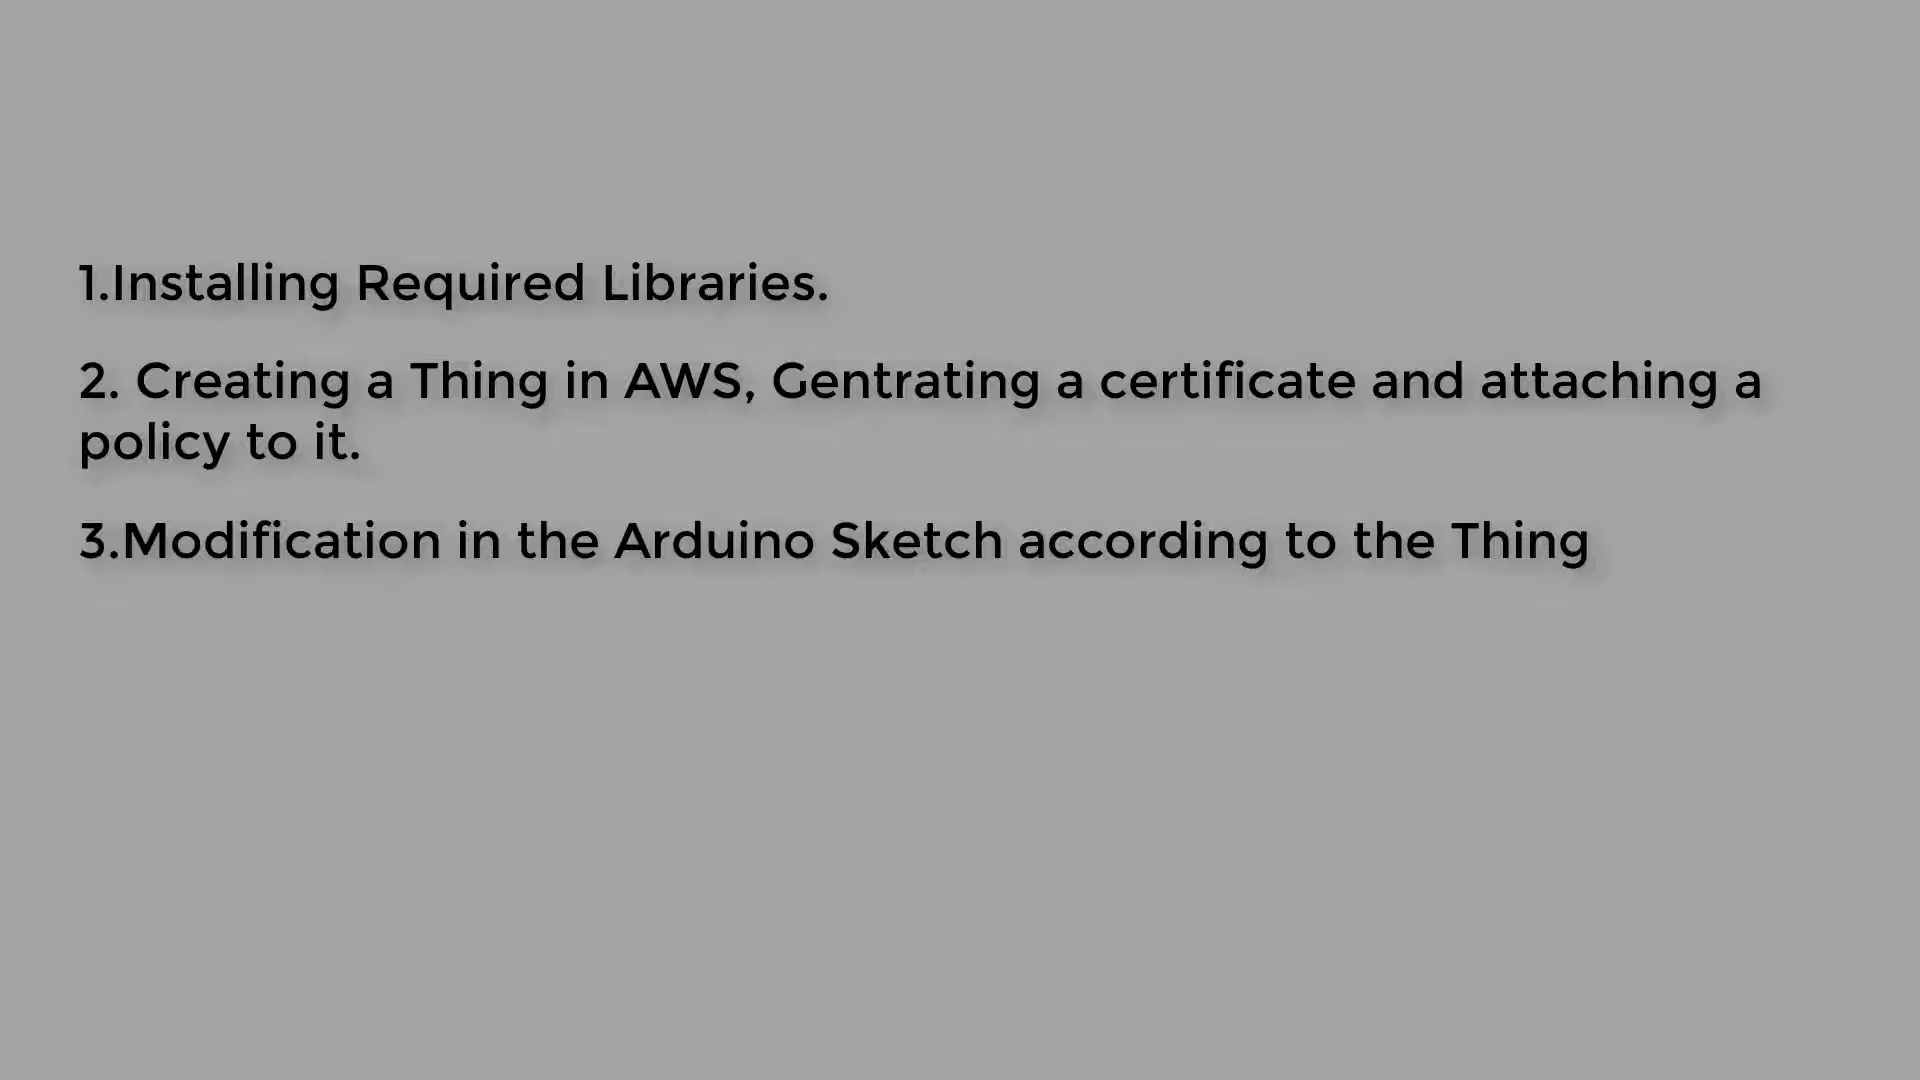 1.Installing Required Libraries.
2. Creating a Thing in AWS, Gentrating a certificate and attaching a
policy to it.
3.Modification in the Arduino Sketch according to the Thing